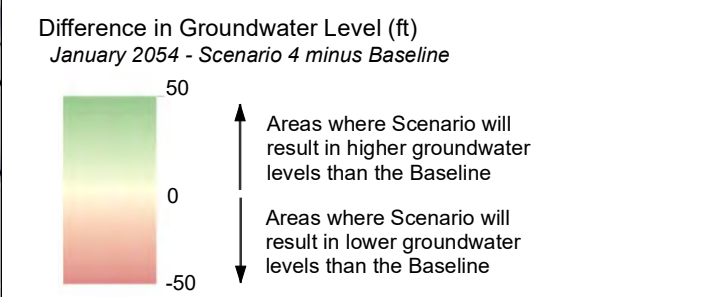 Difference in Groundwater Level (ft)
January 2054 - Scenario 4 minus Baseline
50
Areas where Scenario will
result in higher groundwater
levels than the Baseline
0
Areas where Scenario will
result in lower groundwater
levels than the Baseline
-50